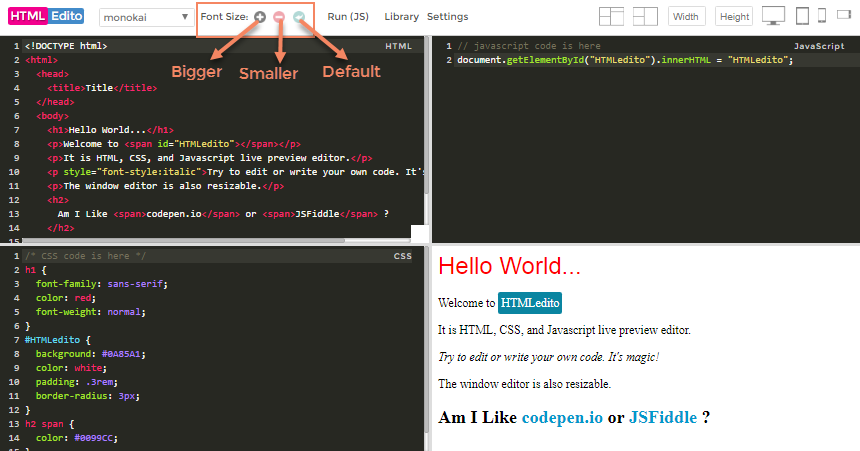 HTML Edito monokai Font Size: Run (JS) Library Settings Width Height
Bigger Smaller Default
HTML
1 <!DOCTYPE html>
2 <html>
3 <head>
4 <title>Title</title>
5 </head>
6 <body>
7 <h1>Hello World...</h1>
8 <p>Welcome to <span id="HTMLedito"></span></p>
9 <p>It is HTML, CSS, and Javascript live preview editor.</p>
10 <p style="font-style:italic">Try to edit or write your own code. It's
11 <p>The window editor is also resizable.</p>
12 <h2>
13 Am I Like <span>codepen.io</span> or <span>JSFiddle</span> ?
14 </h2>
15
JavaScript
1 // javascript code is here
2 document.getElementById("HTMLedito").innerHTML = "HTMLedito";
CSS
1 /* CSS code is here */
2 h1 {
3 font-family: sans-serif;
4 color: red;
5 font-weight: normal;
6 }
7 #HTMLedito {
8 background: #0A85A1;
9 color: white;
10 padding: .3rem;
11 border-radius: 3px;
12 }
13 h2 span {
14 color: #0099CC;
15 }
Hello World...
Welcome to HTMLedito
It is HTML, CSS, and Javascript live preview editor.
Try to edit or write your own code. It's magic!
The window editor is also resizable.
Am I Like codepen.io or JSFiddle ?